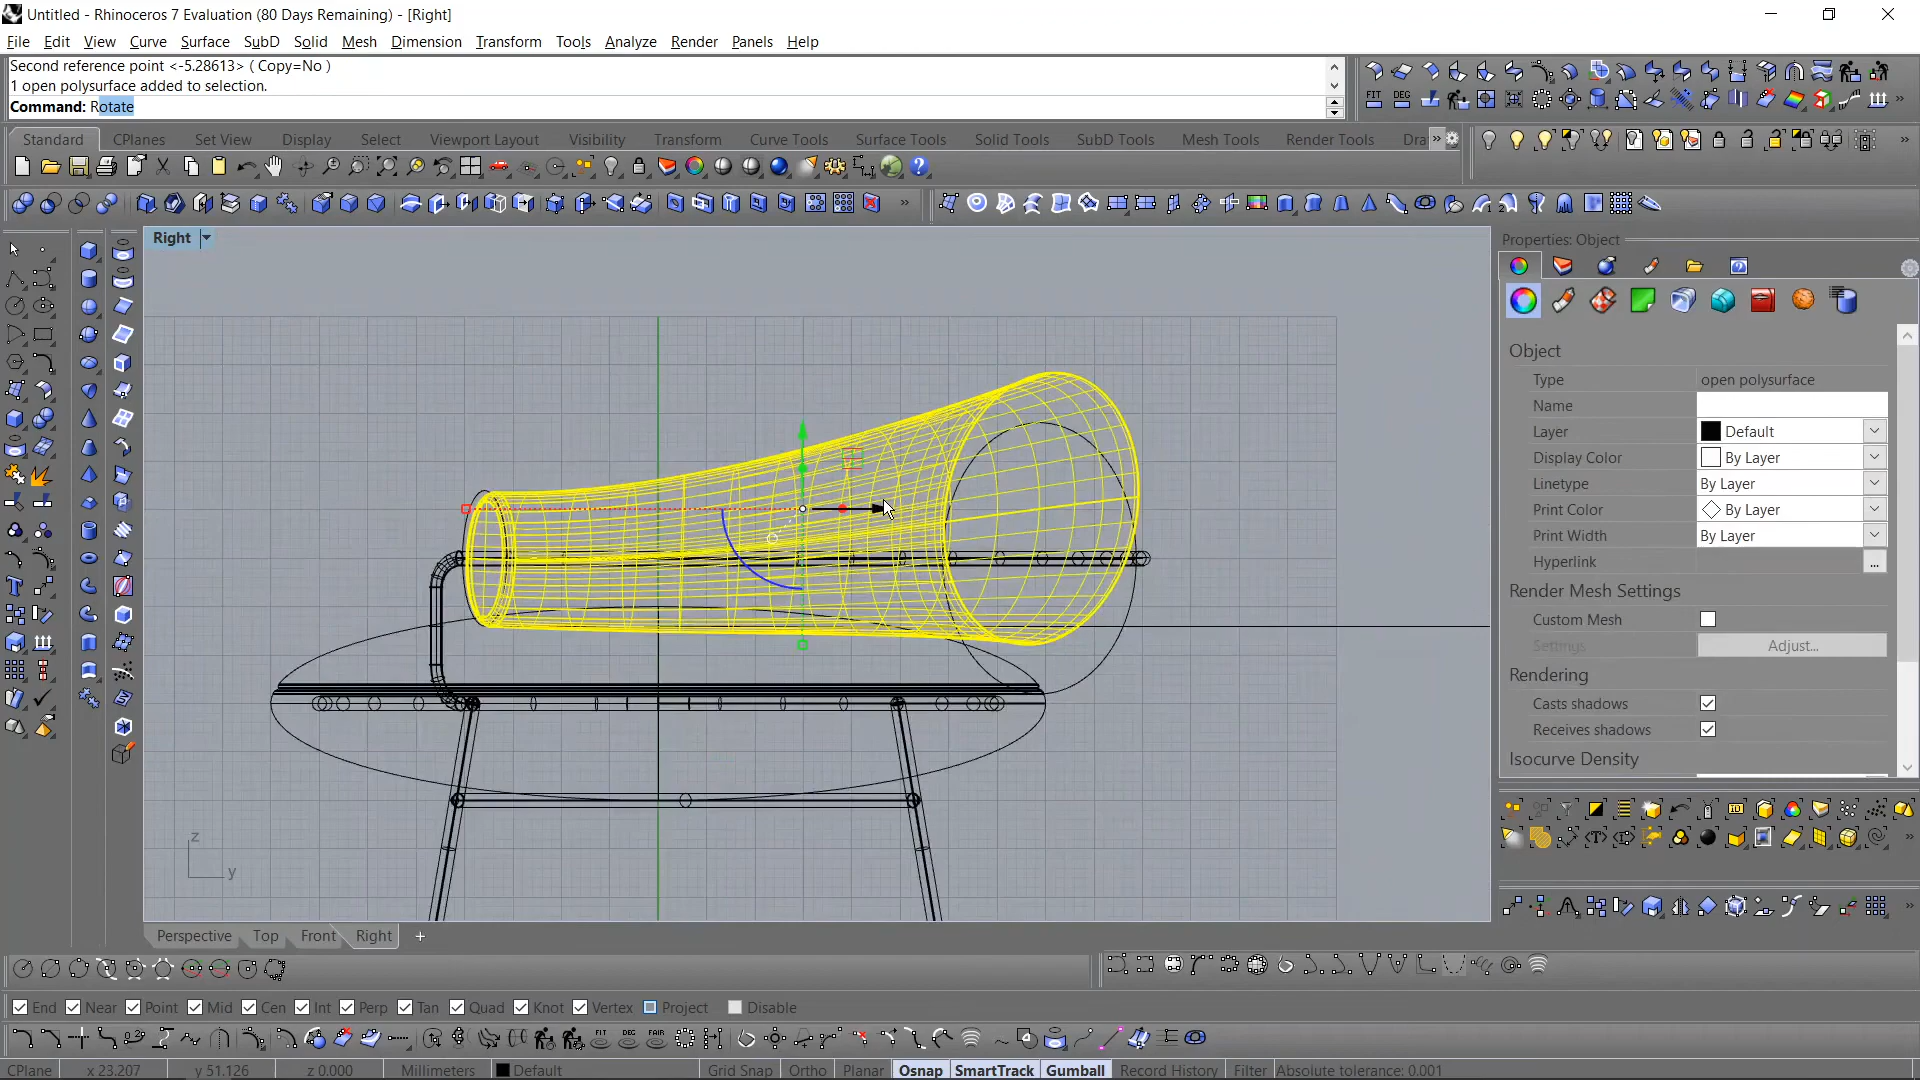 Untitled - Rhinoceros 7 Evaluation (80 Days Remaining) - [Right]
File Edit View Curve Surface SubD Solid Mesh Dimension Transform Tools Analyze Render Panels Help
Second reference point <-5.28613> ( Copy=No )
1 open polysurface added to selection.
Command: Rotate
Standard CPlanes Set View Display Select Viewport Layout Visibility Transform Curve Tools Surface Tools Solid Tools SubD Tools Mesh Tools Render Tools Dra
Right
Properties: Object
Object
Type open polysurface
Name
Layer Default
Display Color By Layer
Linetype By Layer
Print Color By Layer
Print Width By Layer
Hyperlink ...
Render Mesh Settings
Custom Mesh
Settings Adjust...
Rendering
Casts shadows
Receives shadows
Isocurve Density
z
y
Perspective Top Front Right
End Near Point Mid Cen Int Perp Tan Quad Knot Vertex Project Disable
CPlane x 23.207 y 51.126 z 0.000 Millimeters Default Grid Snap Ortho Planar Osnap SmartTrack Gumball Record History Filter Absolute tolerance: 0.001